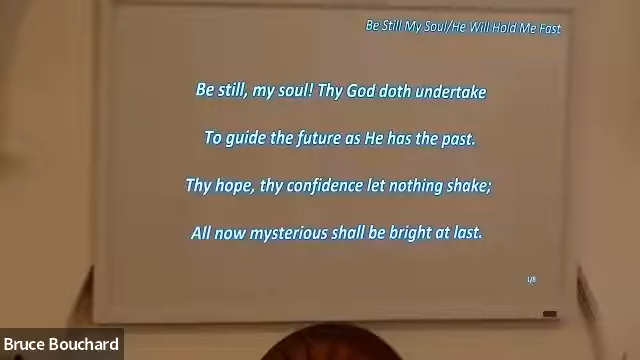 Be Still My Soul/He Will Hold Me Fast
Be still, my soul! Thy God doth undertake
To guide the future as He has the past.
Thy hope, thy confidence let nothing shake;
All now mysterious shall be bright at last.
1/8
Bruce Bouchard